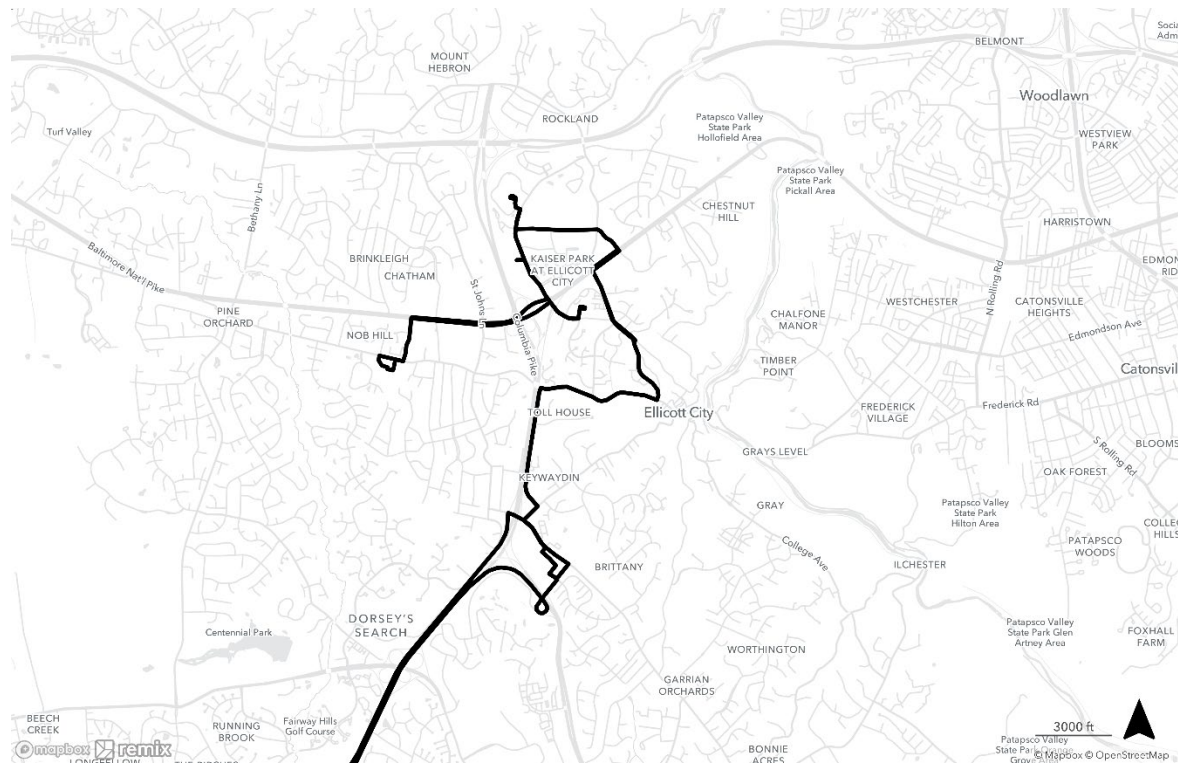 MOUNT
HEBRON
BELMONT
Woodlawn
Turf Valley
ROCKLAND
Patapsco Valley
State Park
Hollofield Area
WESTVIEW
PARK
Patapsco Valley
State Park
Pickall Area
Bethany Ln
CHESTNUT
HILL
HARRISTOWN
Baltimore Nat'l Pike
BRINKLEIGH
CHATHAM
KAISER PARK
AT ELLICOTT
CITY
St Johns Ln
Columbia Pike
N Rolling Rd
WESTCHESTER
CATONSVILLE
HEIGHTS
PINE
ORCHARD
NOB HILL
CHALFONE
MANOR
Edmondson Ave
TIMBER
POINT
TOLL HOUSE
Ellicott City
FREDERICK
VILLAGE
Frederick Rd
GRAYS LEVEL
S Rolling Rd
OAK FOREST
KEYWAYDIN
GRAY
Patapsco Valley
State Park
Hilton Area
College Ave
PATAPSCO
WOODS
BRITTANY
ILCHESTER
DORSEY'S
SEARCH
Centennial Park
Patapsco Valley
State Park Glen
Artney Area
FOXHALL
FARM
WORTHINGTON
GARRIAN
ORCHARDS
BEECH
CREEK
RUNNING
BROOK
Fairway Hills
Golf Course
3000 ft
Patapsco Valley
BONNIE
ACRES
mapbox remix
© Mapbox © OpenStreetMap